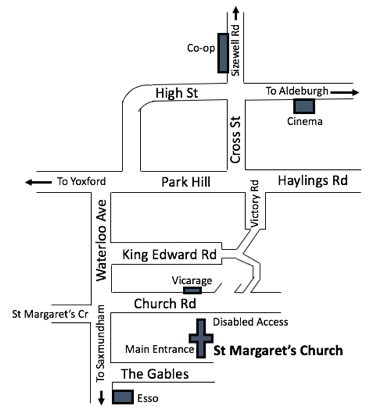 Sizewell Rd
Co-op
High St
To Aldeburgh
Cinema
Cross St
To Yoxford
Park Hill
Haylings Rd
Victory Rd
Waterloo Ave
King Edward Rd
Vicarage
Church Rd
St Margaret's Cr
Disabled Access
Main Entrance
St Margaret's Church
To Saxmundham
The Gables
Esso